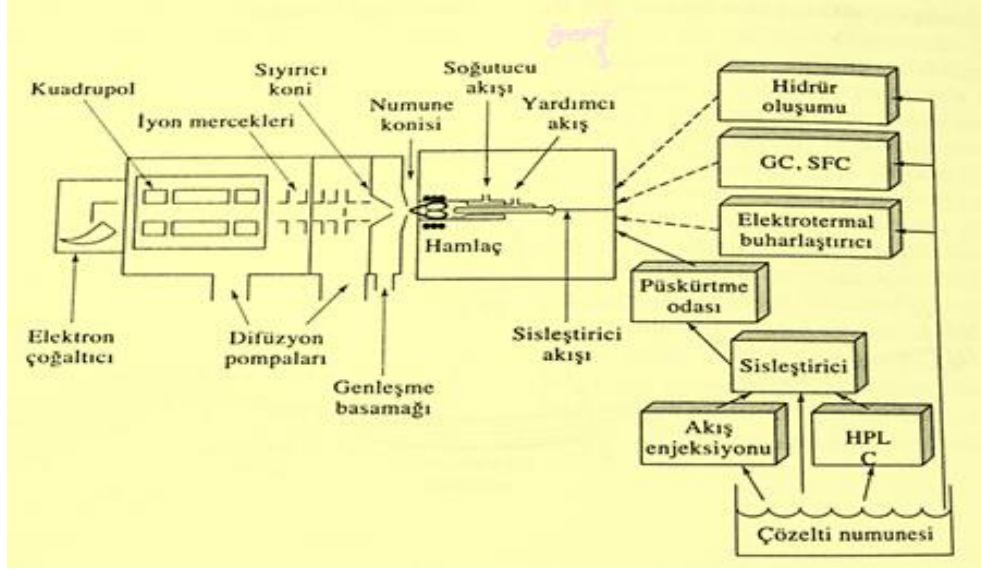 Kuadrupol
İyon mercekleri
Sıyırıcı
koni
Numune
konisi
Soğutucu
akışı
Yardımcı
akış
Hidrür
oluşumu
GC, SFC
Elektrotermal
buharlaştırıcı
Hamlaç
Püskürtme
odası
Elektron
çoğaltıcı
Difüzyon
pompaları
Genleşme
basamağı
Sisleştirici
akışı
Sisleştirici
Akış
enjeksiyonu
HPL
C
Çözelti numunesi